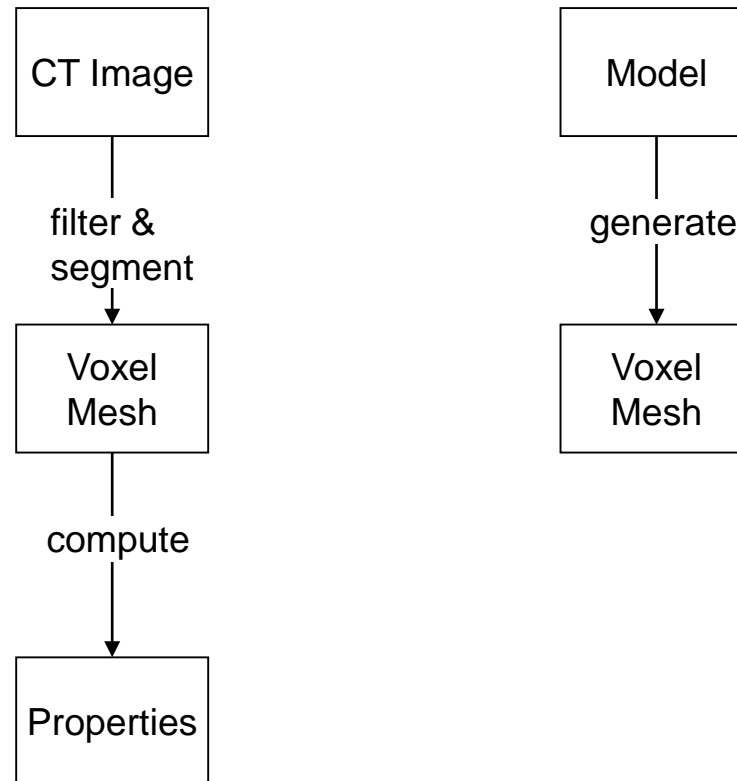 CT Image
filter &
segment
Voxel
Mesh
compute
Properties
Model
generate
Voxel
Mesh